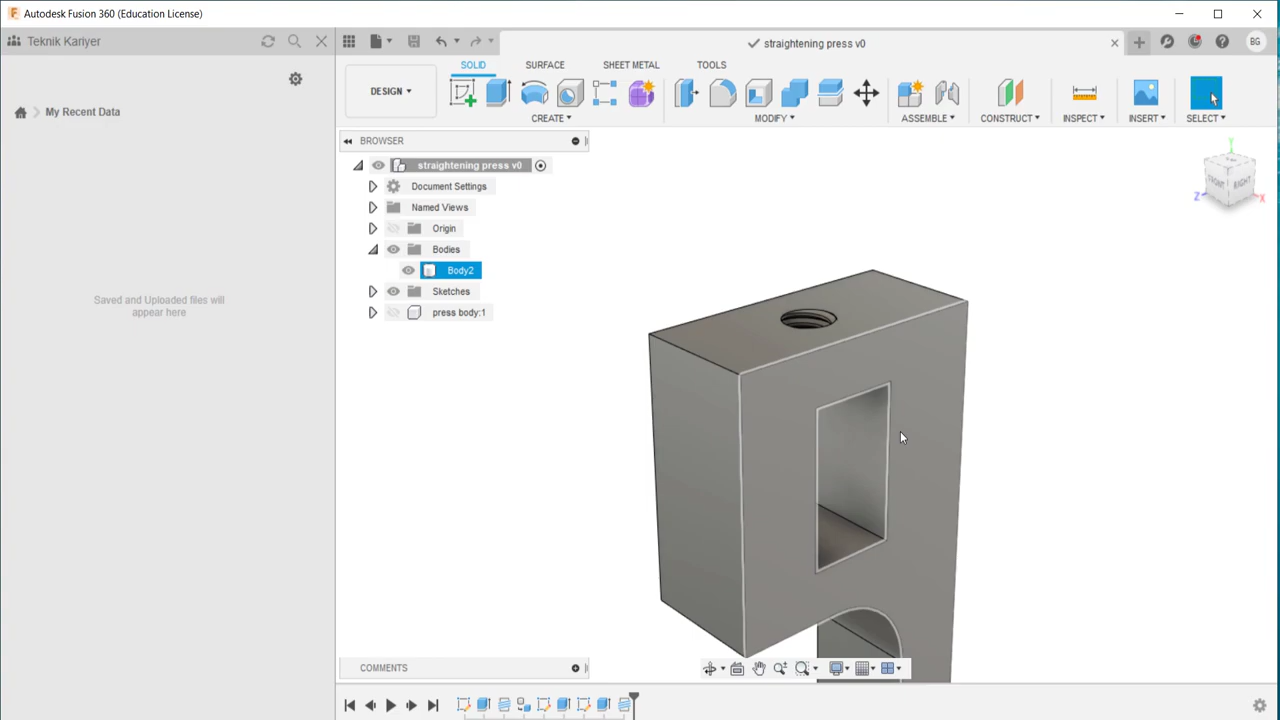 Autodesk Fusion 360 (Education License)
Teknik Kariyer
straightening press v0
BG
My Recent Data
DESIGN
SOLID
SURFACE
SHEET METAL
TOOLS
CREATE
MODIFY
ASSEMBLE
CONSTRUCT
INSPECT
INSERT
SELECT
BROWSER
straightening press v0
Document Settings
Named Views
Origin
Bodies
Body2
Sketches
press body:1
Saved and Uploaded files will
appear here
Y
FRONT
RIGHT
Z
X
COMMENTS